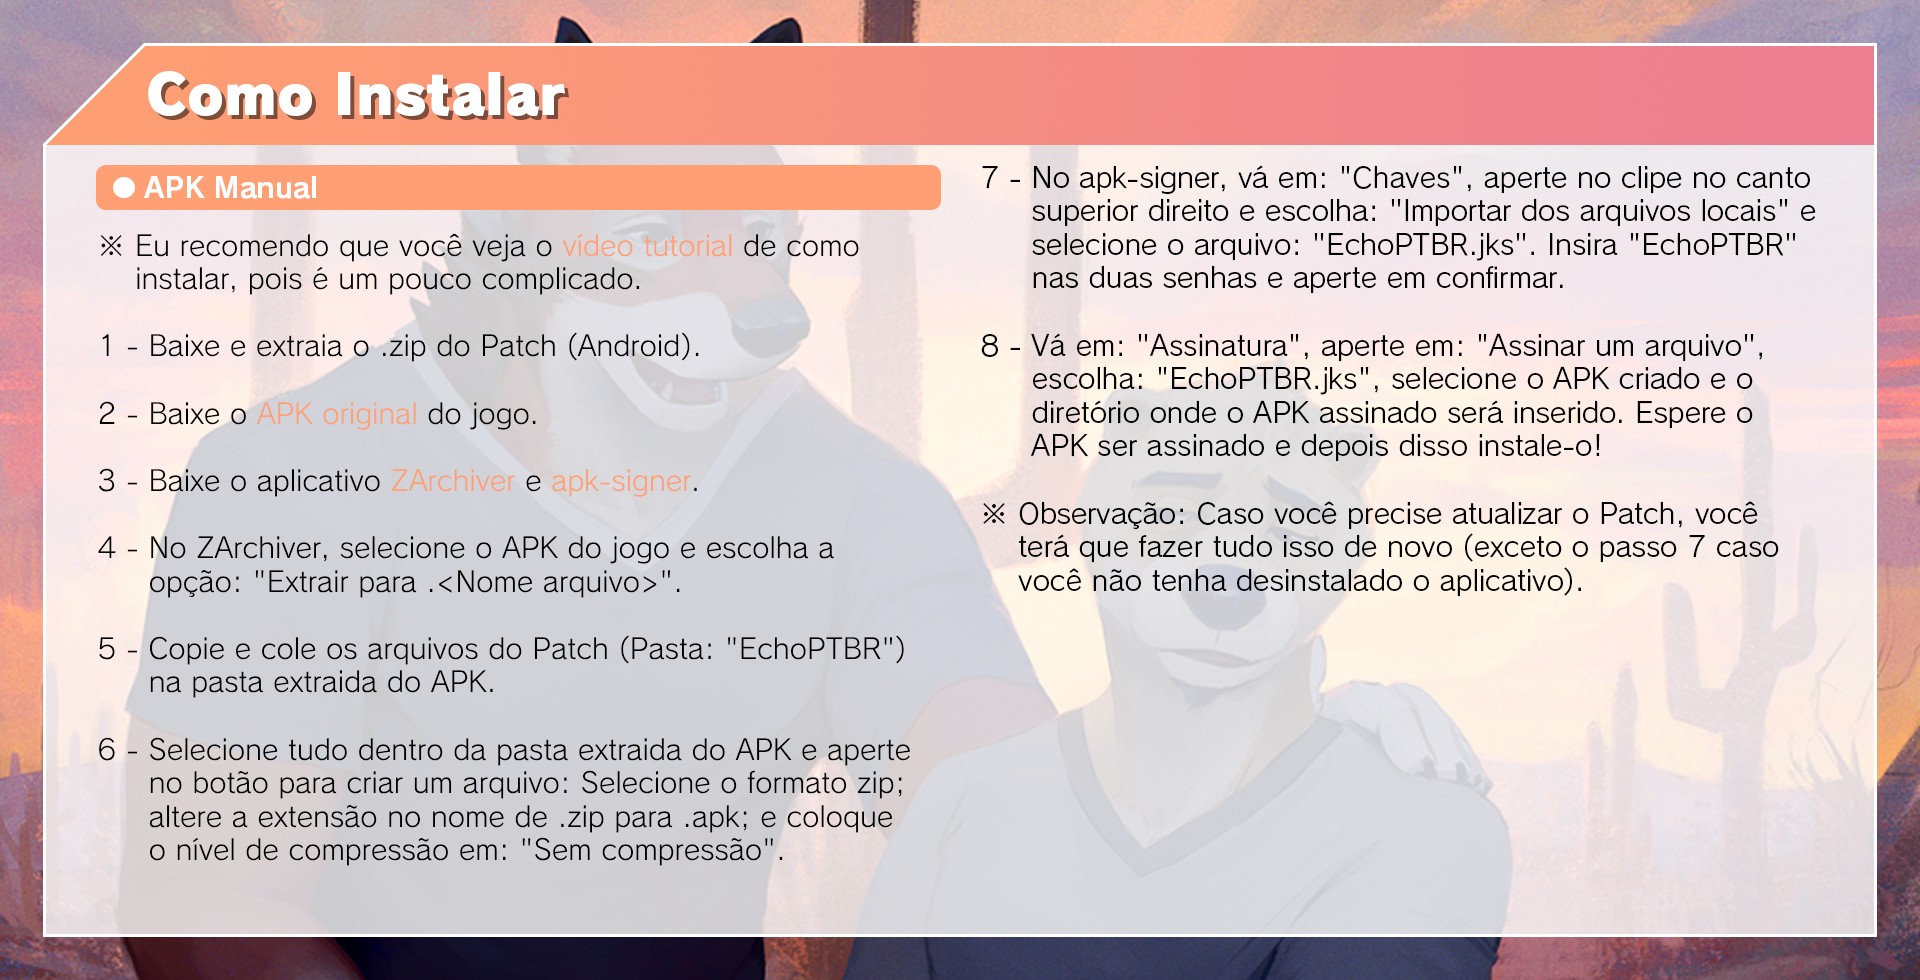 Como Instalar
● APK Manual
※ Eu recomendo que você veja o vídeo tutorial de como
instalar, pois é um pouco complicado.
1 - Baixe e extraia o .zip do Patch (Android).
2 - Baixe o APK original do jogo.
3 - Baixe o aplicativo ZArchiver e apk-signer.
4 - No ZArchiver, selecione o APK do jogo e escolha a
opção: "Extrair para .<Nome arquivo>".
5 - Copie e cole os arquivos do Patch (Pasta: "EchoPTBR")
na pasta extraida do APK.
6 - Selecione tudo dentro da pasta extraida do APK e aperte
no botão para criar um arquivo: Selecione o formato zip;
altere a extensão no nome de .zip para .apk; e coloque
o nível de compressão em: "Sem compressão".
7 - No apk-signer, vá em: "Chaves", aperte no clipe no canto
superior direito e escolha: "Importar dos arquivos locais" e
selecione o arquivo: "EchoPTBR.jks". Insira "EchoPTBR"
nas duas senhas e aperte em confirmar.
8 - Vá em: "Assinatura", aperte em: "Assinar um arquivo",
escolha: "EchoPTBR.jks", selecione o APK criado e o
diretório onde o APK assinado será inserido. Espere o
APK ser assinado e depois disso instale-o!
※ Observação: Caso você precise atualizar o Patch, você
terá que fazer tudo isso de novo (exceto o passo 7 caso
você não tenha desinstalado o aplicativo).